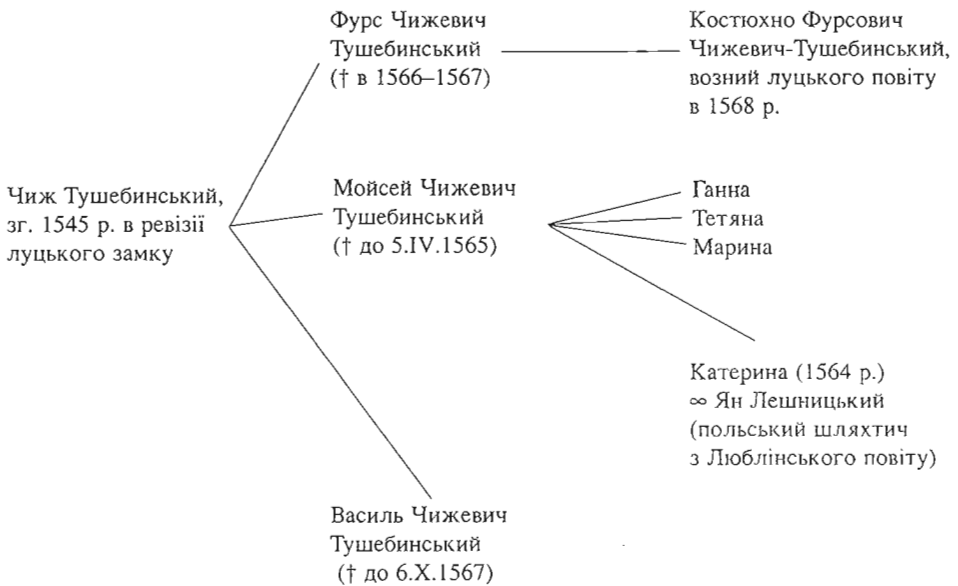 Фурс Чижевич
Тушебинський
(† в 1566–1567)
Костюхно Фурсович
Чижевич-Тушебинський,
возний луцького повіту
в 1568 р.
Чиж Тушебинський,
зг. 1545 р. в ревізії
луцького замку
Мойсей Чижевич
Тушебинський
(† до 5.IV.1565)
Ганна
Тетяна
Марина
Катерина (1564 р.)
∞ Ян Лешницький
(польський шляхтич
з Люблінського повіту)
Василь Чижевич
Тушебинський
(† до 6.X.1567)